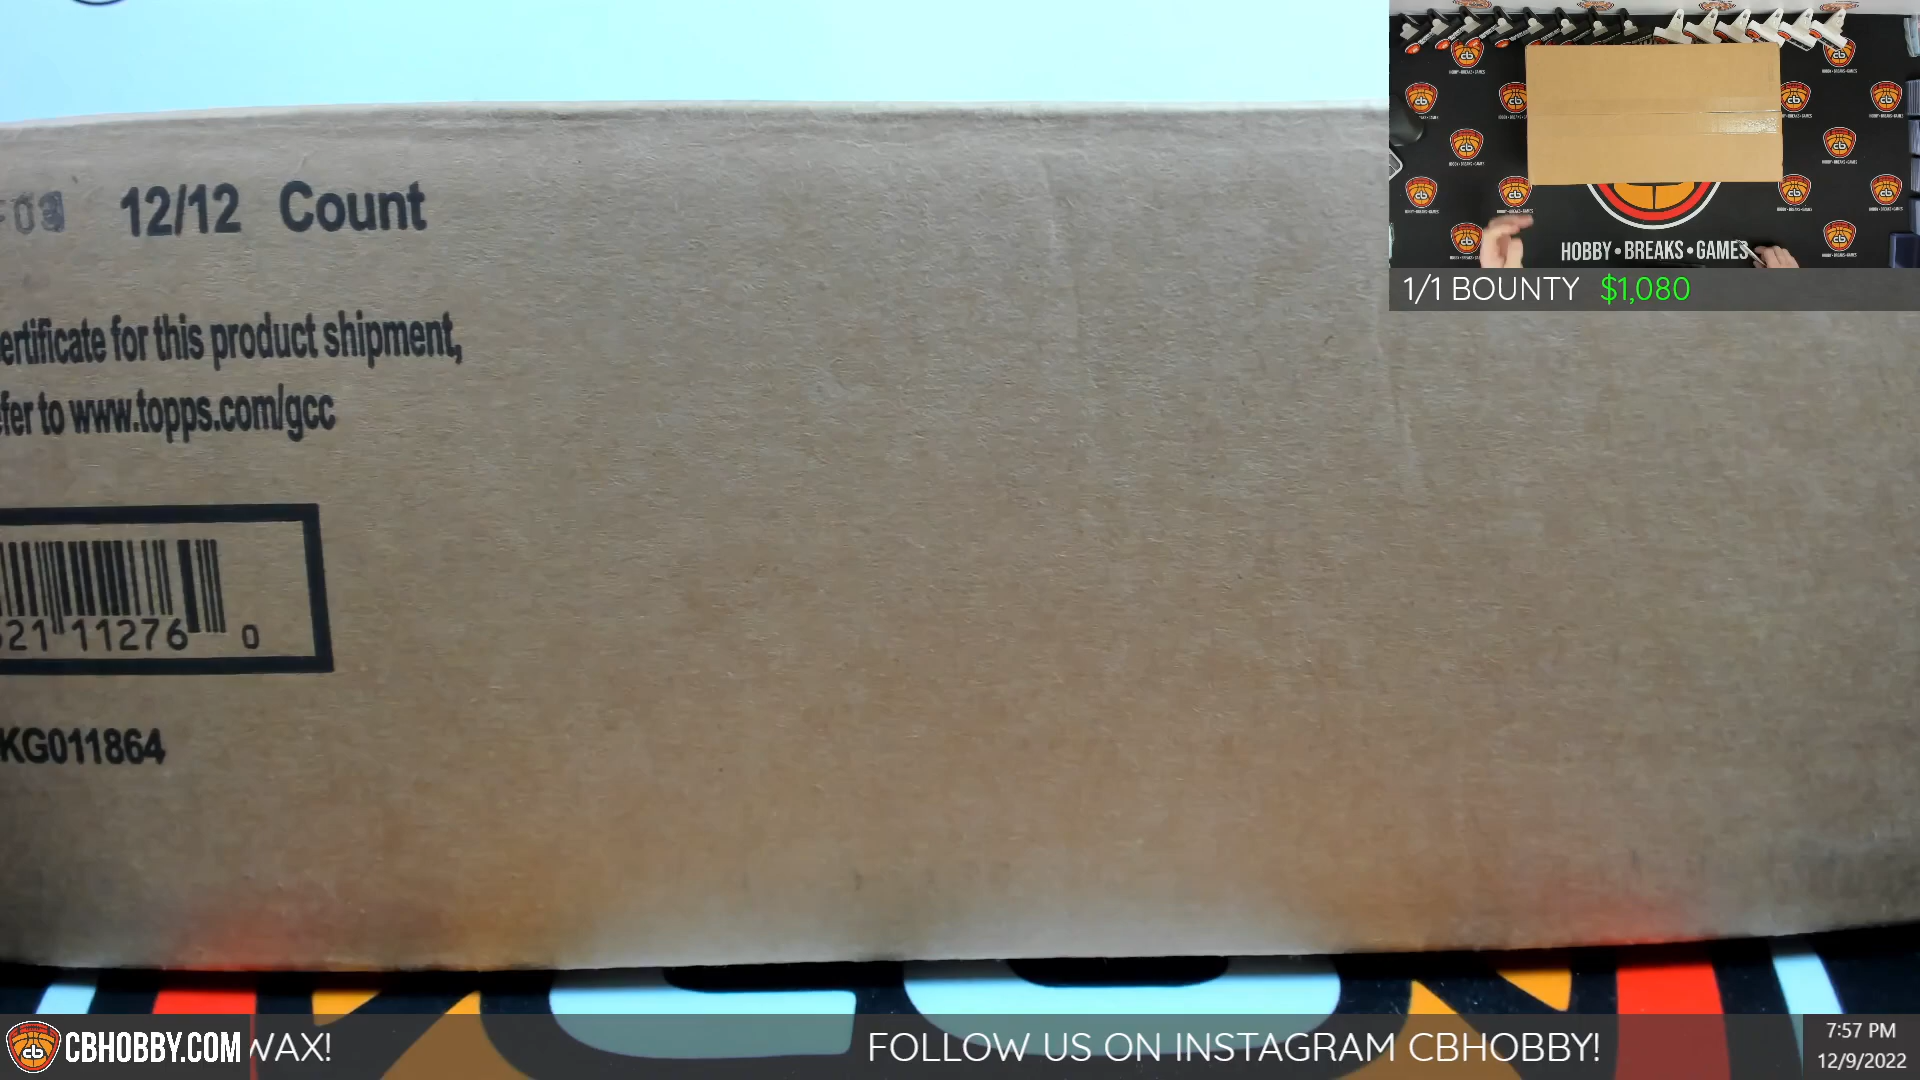 12/12 Count
ertificate for this product shipment,
fer to www.topps.com/gcc
21 11276 0
KG011864
HOBBY • BREAKS • GAMES
1/1 BOUNTY $1,080
cb CBHOBBY.COM
WAX!
FOLLOW US ON INSTAGRAM CBHOBBY!
7:57 PM
12/9/2022